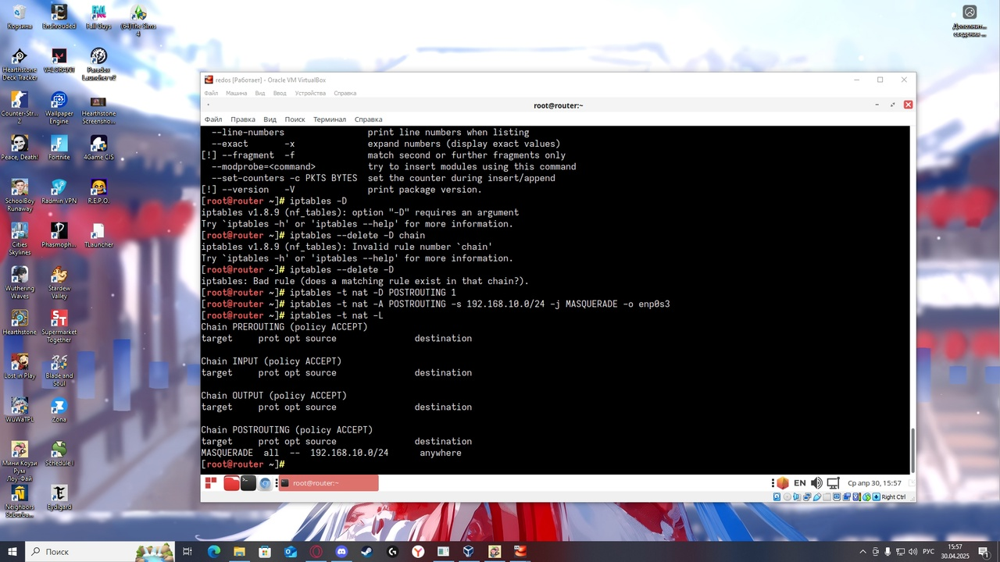 Корзина
Enshrouded
Fall Guys
(64)The Sims 4
Дополнит... сведения ...
Hearthstone Deck Tracker
VALORANT
Paradox Launcher v2
Counter-Str... 2
Wallpaper Engine
Hearthstone Screensho...
Peace, Death!
Fortnite
4Game CIS
SchoolBoy Runaway
Radmin VPN
R.E.P.O.
Cities Skylines
Phasmoph...
TLauncher
Wuthering Waves
Stardew Valley
Hearthstone
Supermarket Together
Lost in Play
Blade and Soul
WuWaTPL
Zona
Мини Коузи Рум Лоу-Фай
Schedule I
Neighbors Suburba...
Eydigard
redos [Работает] - Oracle VM VirtualBox
Файл Машина Вид Ввод Устройства Справка
root@router:~
Файл Правка Вид Поиск Терминал Справка
--line-numbers print line numbers when listing
--exact -x expand numbers (display exact values)
[!] --fragment -f match second or further fragments only
--modprobe=<command> try to insert modules using this command
--set-counters -c PKTS BYTES set the counter during insert/append
[!] --version -V print package version.
[root@router ~]# iptables -D
iptables v1.8.9 (nf_tables): option "-D" requires an argument
Try `iptables -h' or 'iptables --help' for more information.
[root@router ~]# iptables --delete -D chain
iptables v1.8.9 (nf_tables): Invalid rule number `chain'
Try `iptables -h' or 'iptables --help' for more information.
[root@router ~]# iptables --delete -D
iptables: Bad rule (does a matching rule exist in that chain?).
[root@router ~]# iptables -t nat -D POSTROUTING 1
[root@router ~]# iptables -t nat -A POSTROUTING -s 192.168.10.0/24 -j MASQUERADE -o enp0s3
[root@router ~]# iptables -t nat -L
Chain PREROUTING (policy ACCEPT)
target prot opt source destination
Chain INPUT (policy ACCEPT)
target prot opt source destination
Chain OUTPUT (policy ACCEPT)
target prot opt source destination
Chain POSTROUTING (policy ACCEPT)
target prot opt source destination
MASQUERADE all -- 192.168.10.0/24 anywhere
[root@router ~]#
root@router:~
EN
Ср апр 30, 15:57
Right Ctrl
Поиск
РУС
15:57
30.04.2025